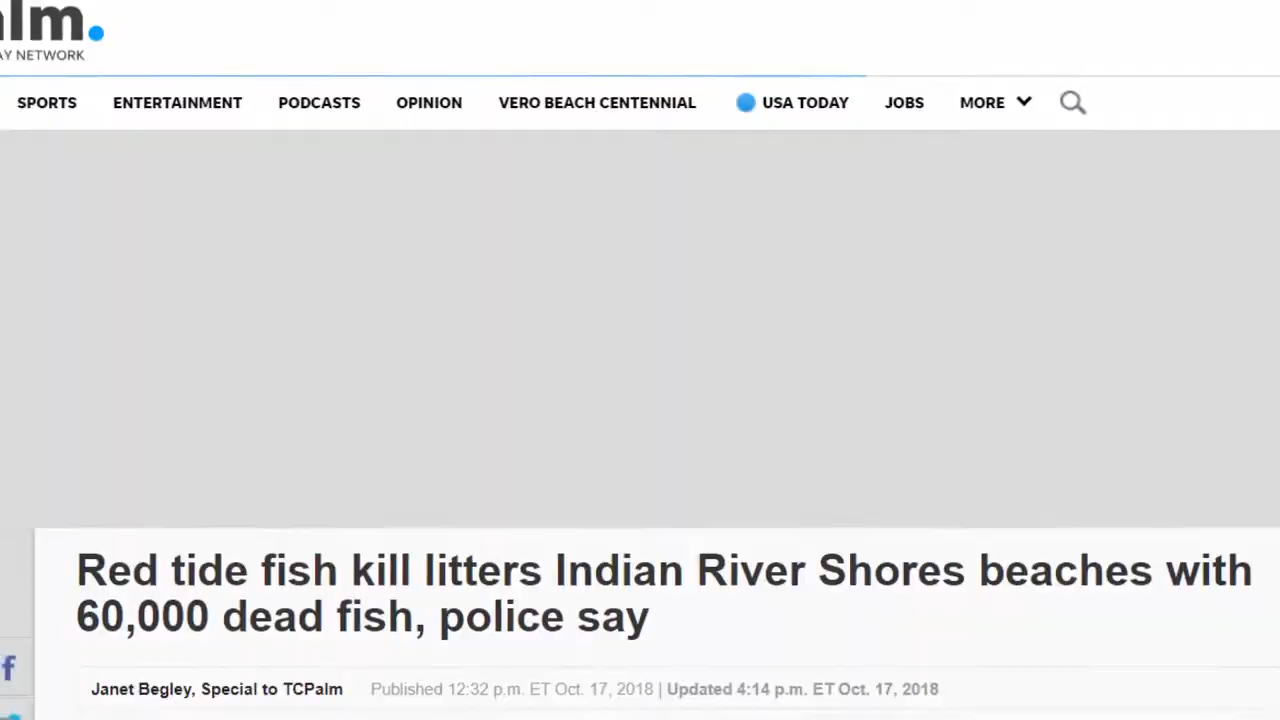 alm.
AY NETWORK
SPORTS ENTERTAINMENT PODCASTS OPINION VERO BEACH CENTENNIAL USA TODAY JOBS MORE
Red tide fish kill litters Indian River Shores beaches with
60,000 dead fish, police say
f
Janet Begley, Special to TCPalm Published 12:32 p.m. ET Oct. 17, 2018 | Updated 4:14 p.m. ET Oct. 17, 2018